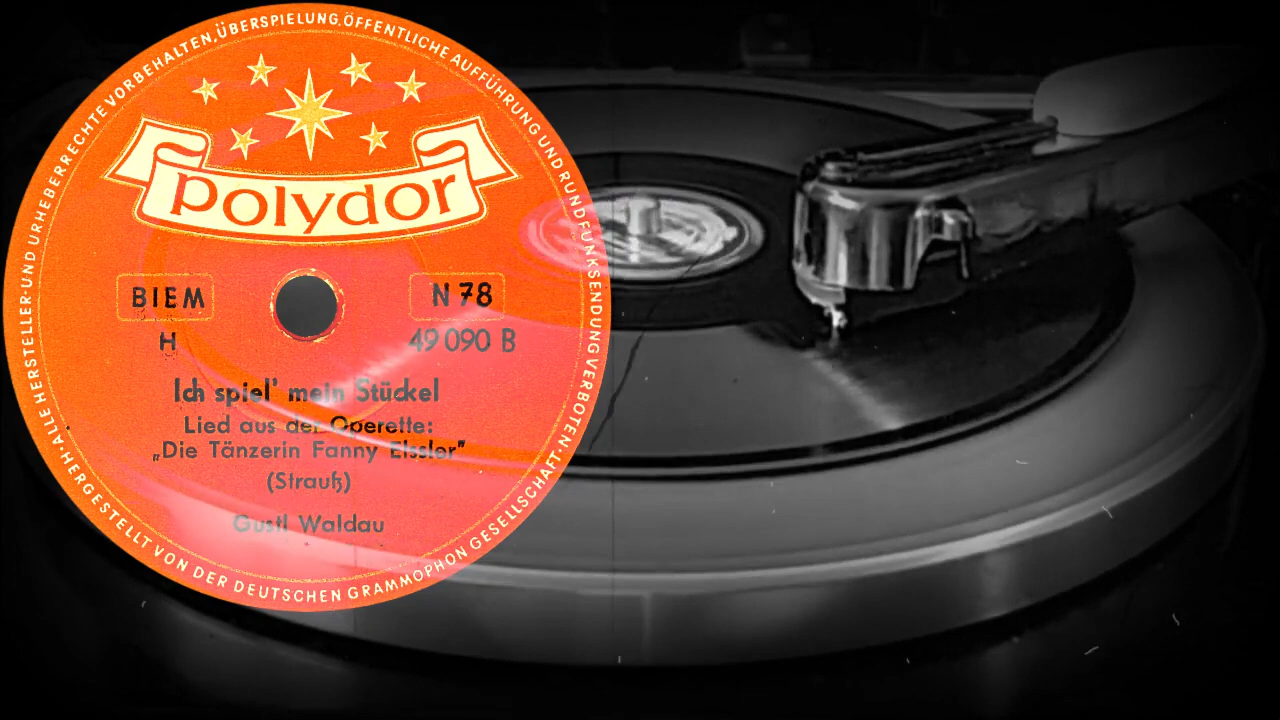 ·ALLE HERSTELLER-UND URHEBERRECHTE VORBEHALTEN,ÜBERSPIELUNG,ÖFFENTLICHE AUFFÜHRUNG UND RUNDFUNKSENDUNG VERBOTEN·
polydor
BIEM
N 78
H
49 090 B
Ich spiel' mein Stückel
Lied aus der Operette:
„Die Tänzerin Fanny Elssler"
(Strauß)
Gustl Waldau
HERGESTELLT VON DER DEUTSCHEN GRAMMOPHON GESELLSCHAFT·